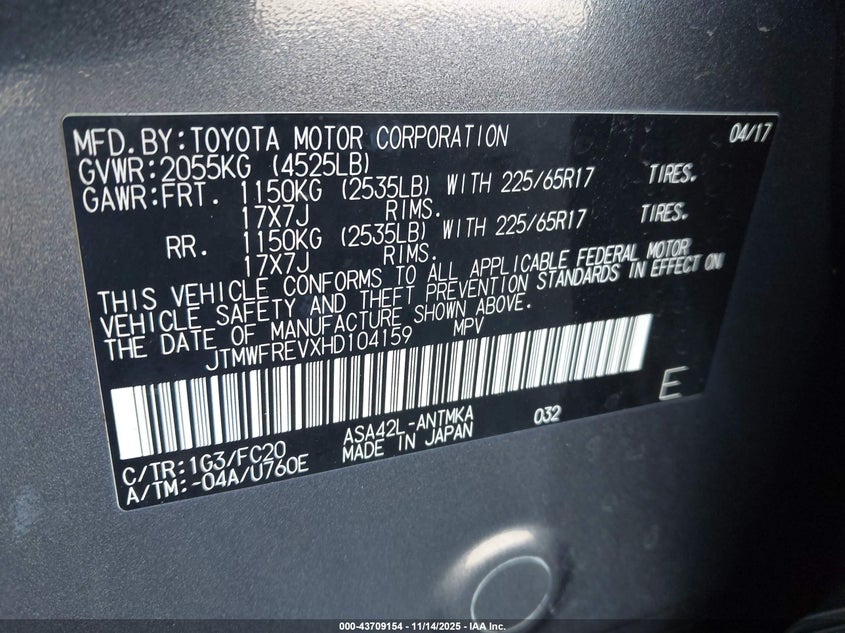 MFD.BY:TOYOTA MOTOR CORPORATION 04/17
GVWR:2055KG (4525LB)
GAWR:FRT. 1150KG (2535LB) WITH 225/65R17 TIRES.
17X7J RIMS.
RR. 1150KG (2535LB) WITH 225/65R17 TIRES.
17X7J RIMS.
THIS VEHICLE CONFORMS TO ALL APPLICABLE FEDERAL MOTOR
VEHICLE SAFETY AND THEFT PREVENTION STANDARDS IN EFFECT ON
THE DATE OF MANUFACTURE SHOWN ABOVE.
JTMWFREVXHD104159 MPV
E
ASA42L-ANTMKA 032
C/TR:1G3/FC20 MADE IN JAPAN
A/TM:-04A/U760E
000-43709154 - 11/14/2025 - IAA Inc.